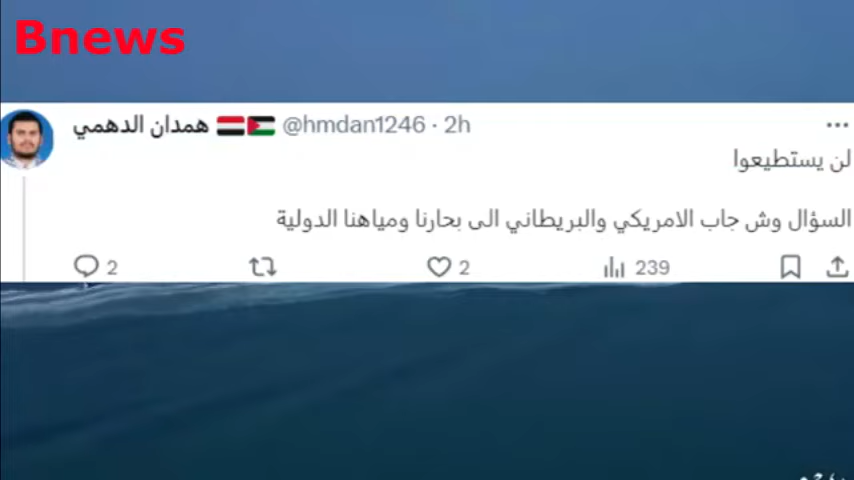 Bnews
همدان الدهمي @hmdan1246 · 2h
لن يستطيعوا
السؤال وش جاب الامريكي والبريطاني الى بحارنا ومياهنا الدولية
2 2 239